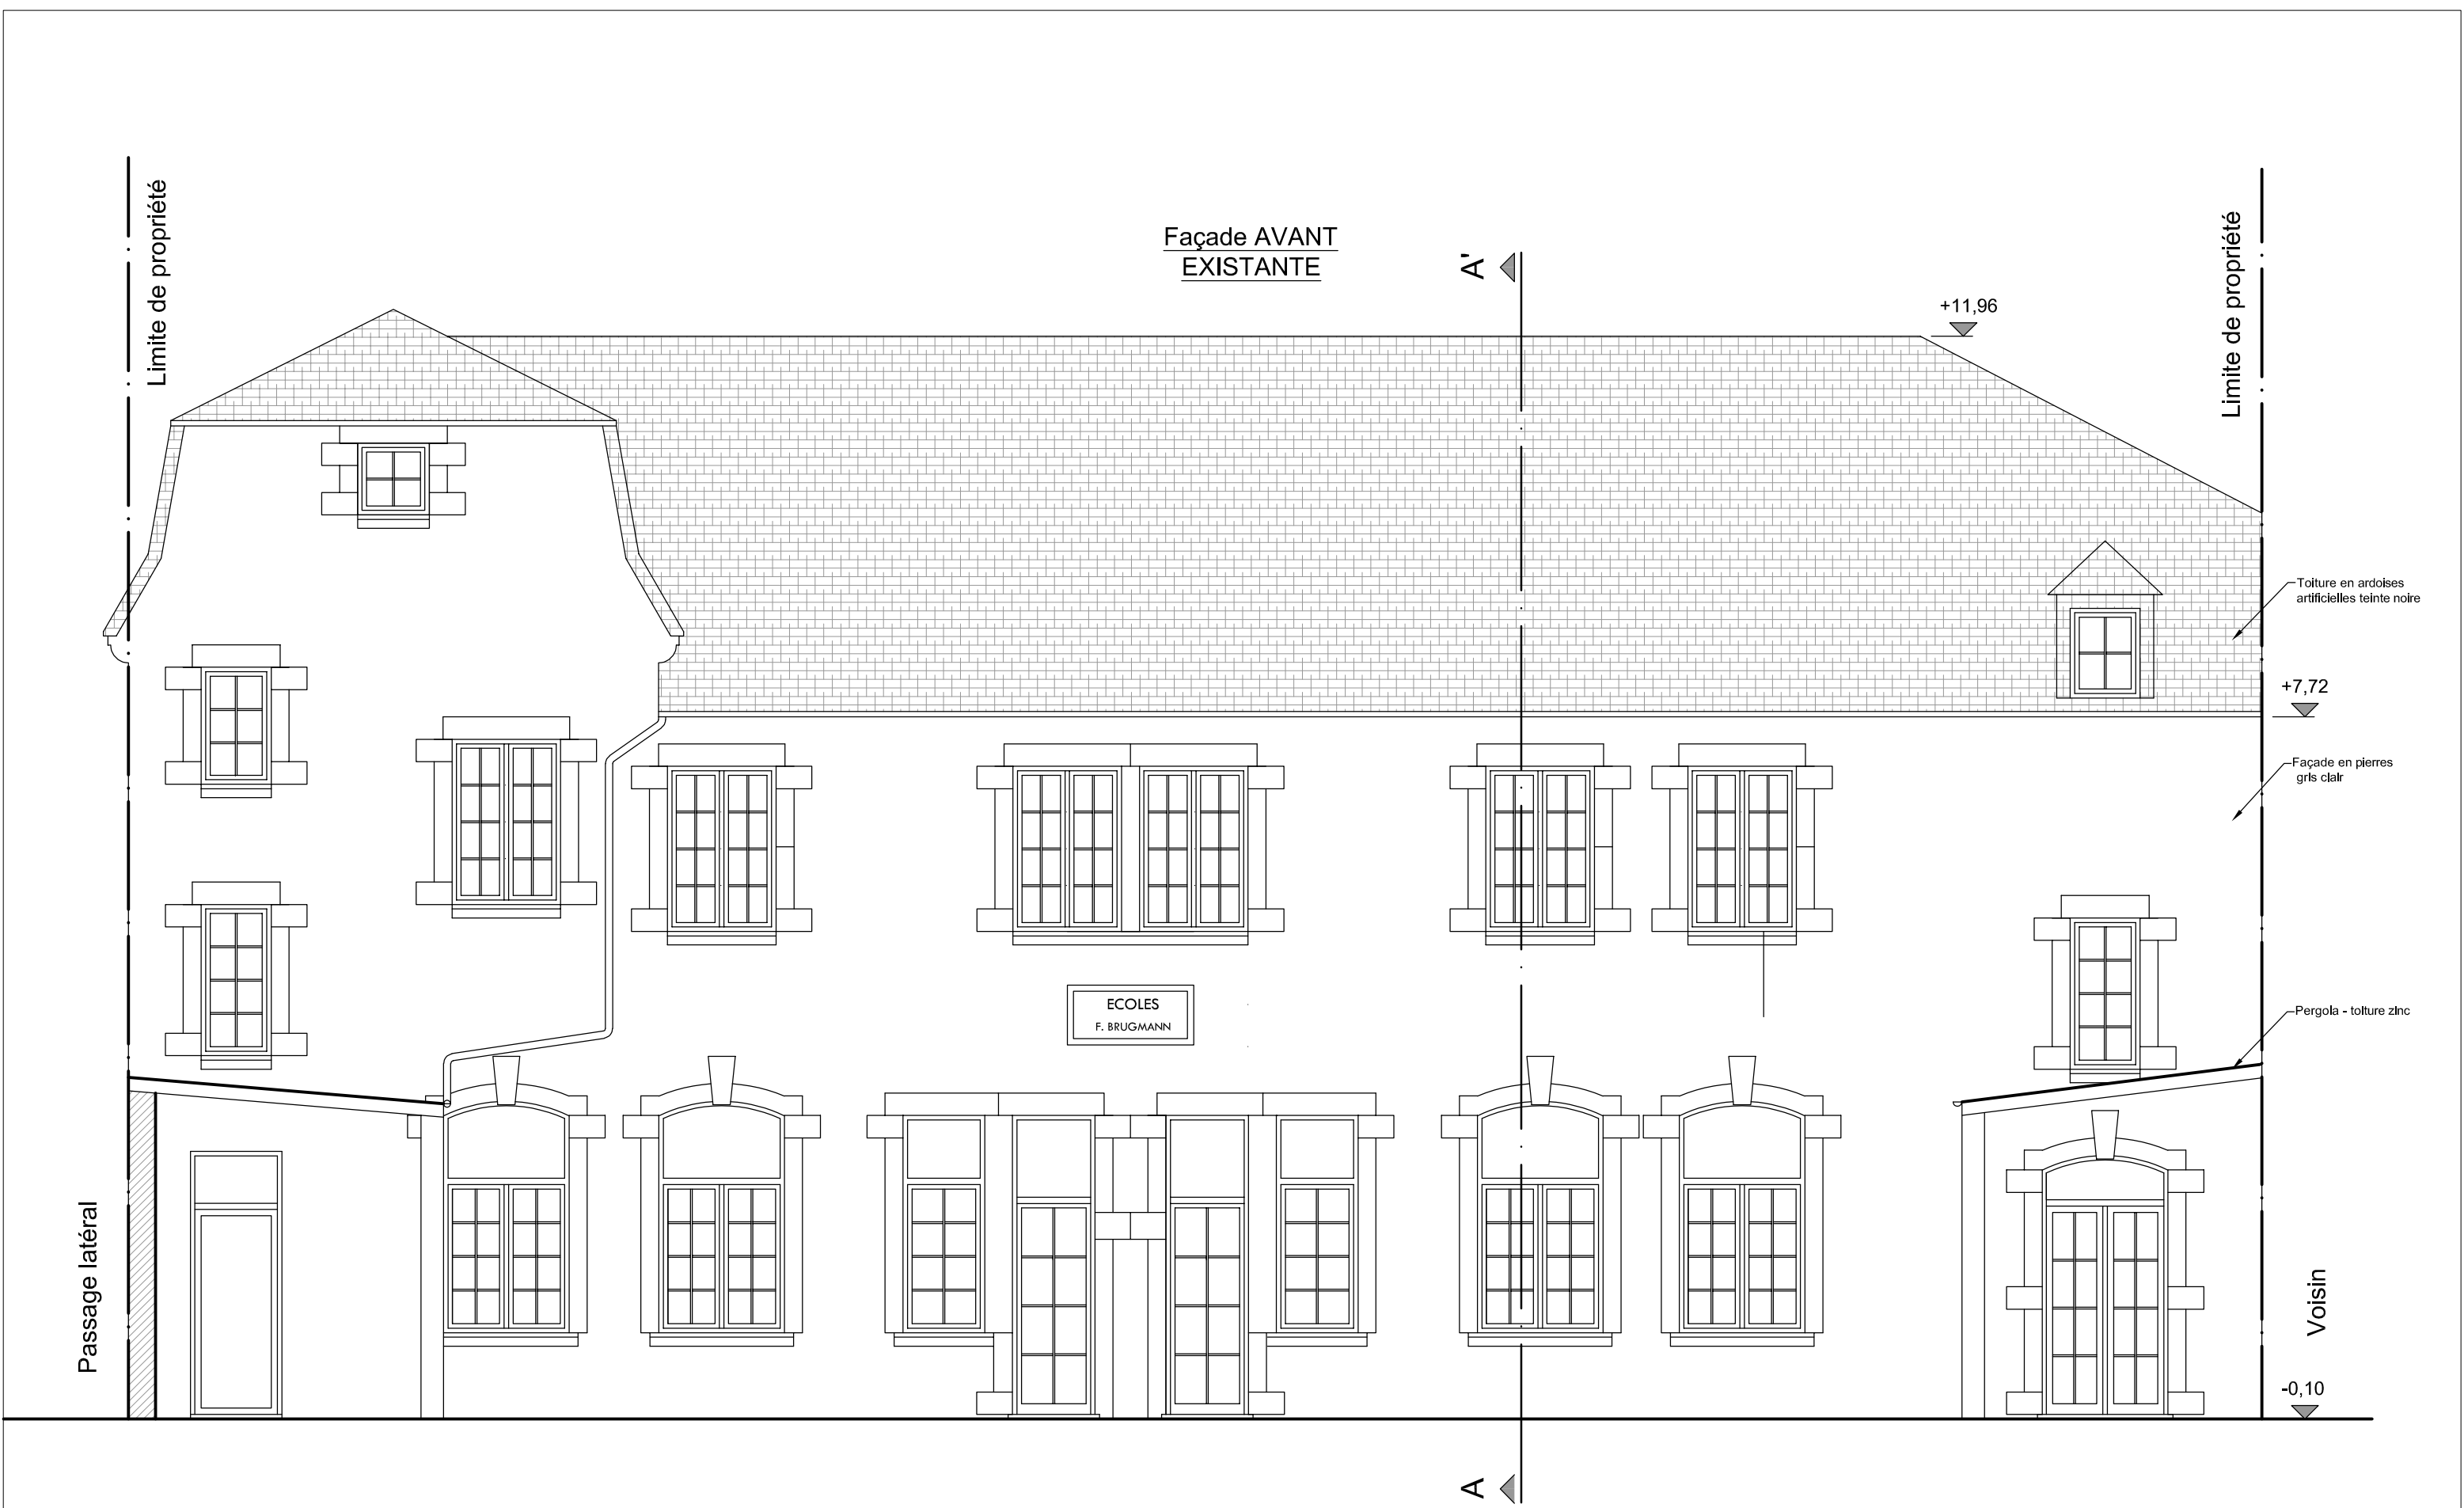 Façade AVANT
EXISTANTE
Limite de propriété
A'
+11,96
Limite de propriété
Toiture en ardoises
artificielles teinte noire
+7,72
Façade en pierres
gris clair
ECOLES
F. BRUGMANN
Pergola - toiture zinc
Passage latéral
Voisin
-0,10
A